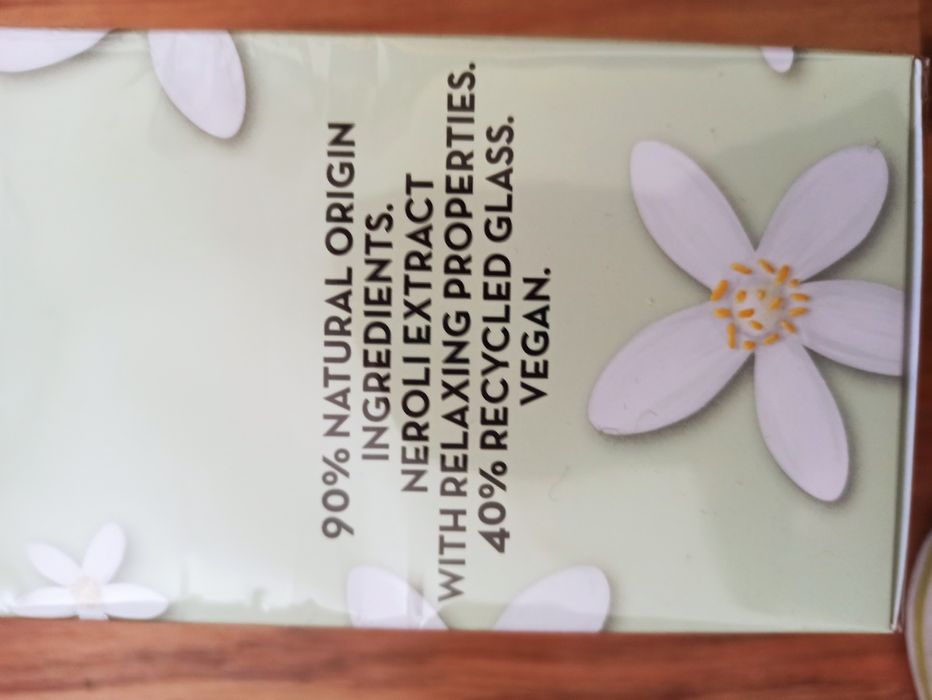 90% NATURAL ORIGIN
INGREDIENTS.
NEROLI EXTRACT
WITH RELAXING PROPERTIES.
40% RECYCLED GLASS.
VEGAN.